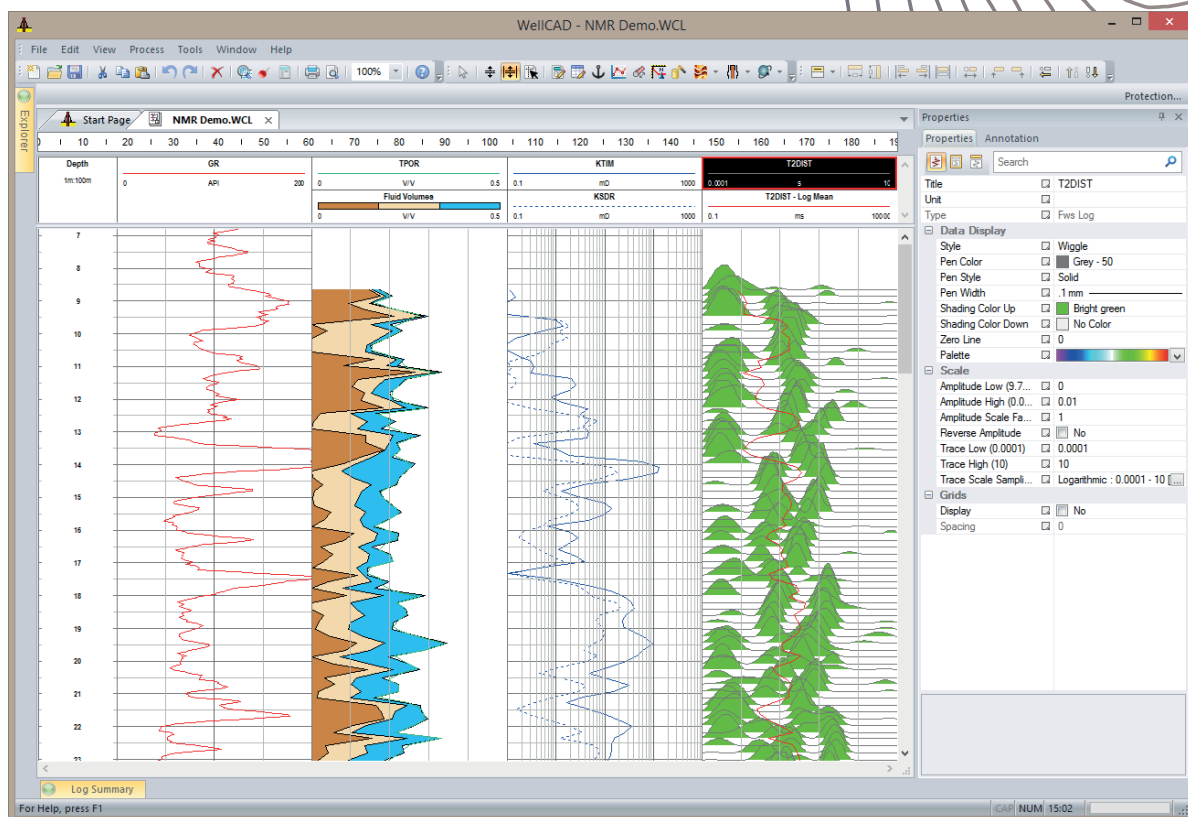 WellCAD - NMR Demo.WCL
File Edit View Process Tools Window Help
100%
Protection...
Explorer
Start Page NMR Demo.WCL
10 20 30 40 50 60 70 80 90 100 110 120 130 140 150 160 170 180 19
Depth GR TPOR KTIM T2DIST
1m:100m 0 API 200 0 V/V 0.5 0.1 mD 1000 0.0001 s 10
Fluid Volumes KSDR T2DIST - Log Mean
0 V/V 0.5 0.1 mD 1000 0.1 ms 10000
7
8
9
10
11
12
13
14
15
16
17
18
19
20
21
22
23
Properties
Properties Annotation
Search
Title T2DIST
Unit
Type Fws Log
Data Display
Style Wiggle
Pen Color Grey - 50
Pen Style Solid
Pen Width .1 mm
Shading Color Up Bright green
Shading Color Down No Color
Zero Line 0
Palette
Scale
Amplitude Low (9.7... 0
Amplitude High (0.0... 0.01
Amplitude Scale Fa... 1
Reverse Amplitude No
Trace Low (0.0001) 0.0001
Trace High (10) 10
Trace Scale Sampli... Logarithmic : 0.0001 - 10 [...
Grids
Display No
Spacing 0
Log Summary
For Help, press F1
CAP NUM 15:02